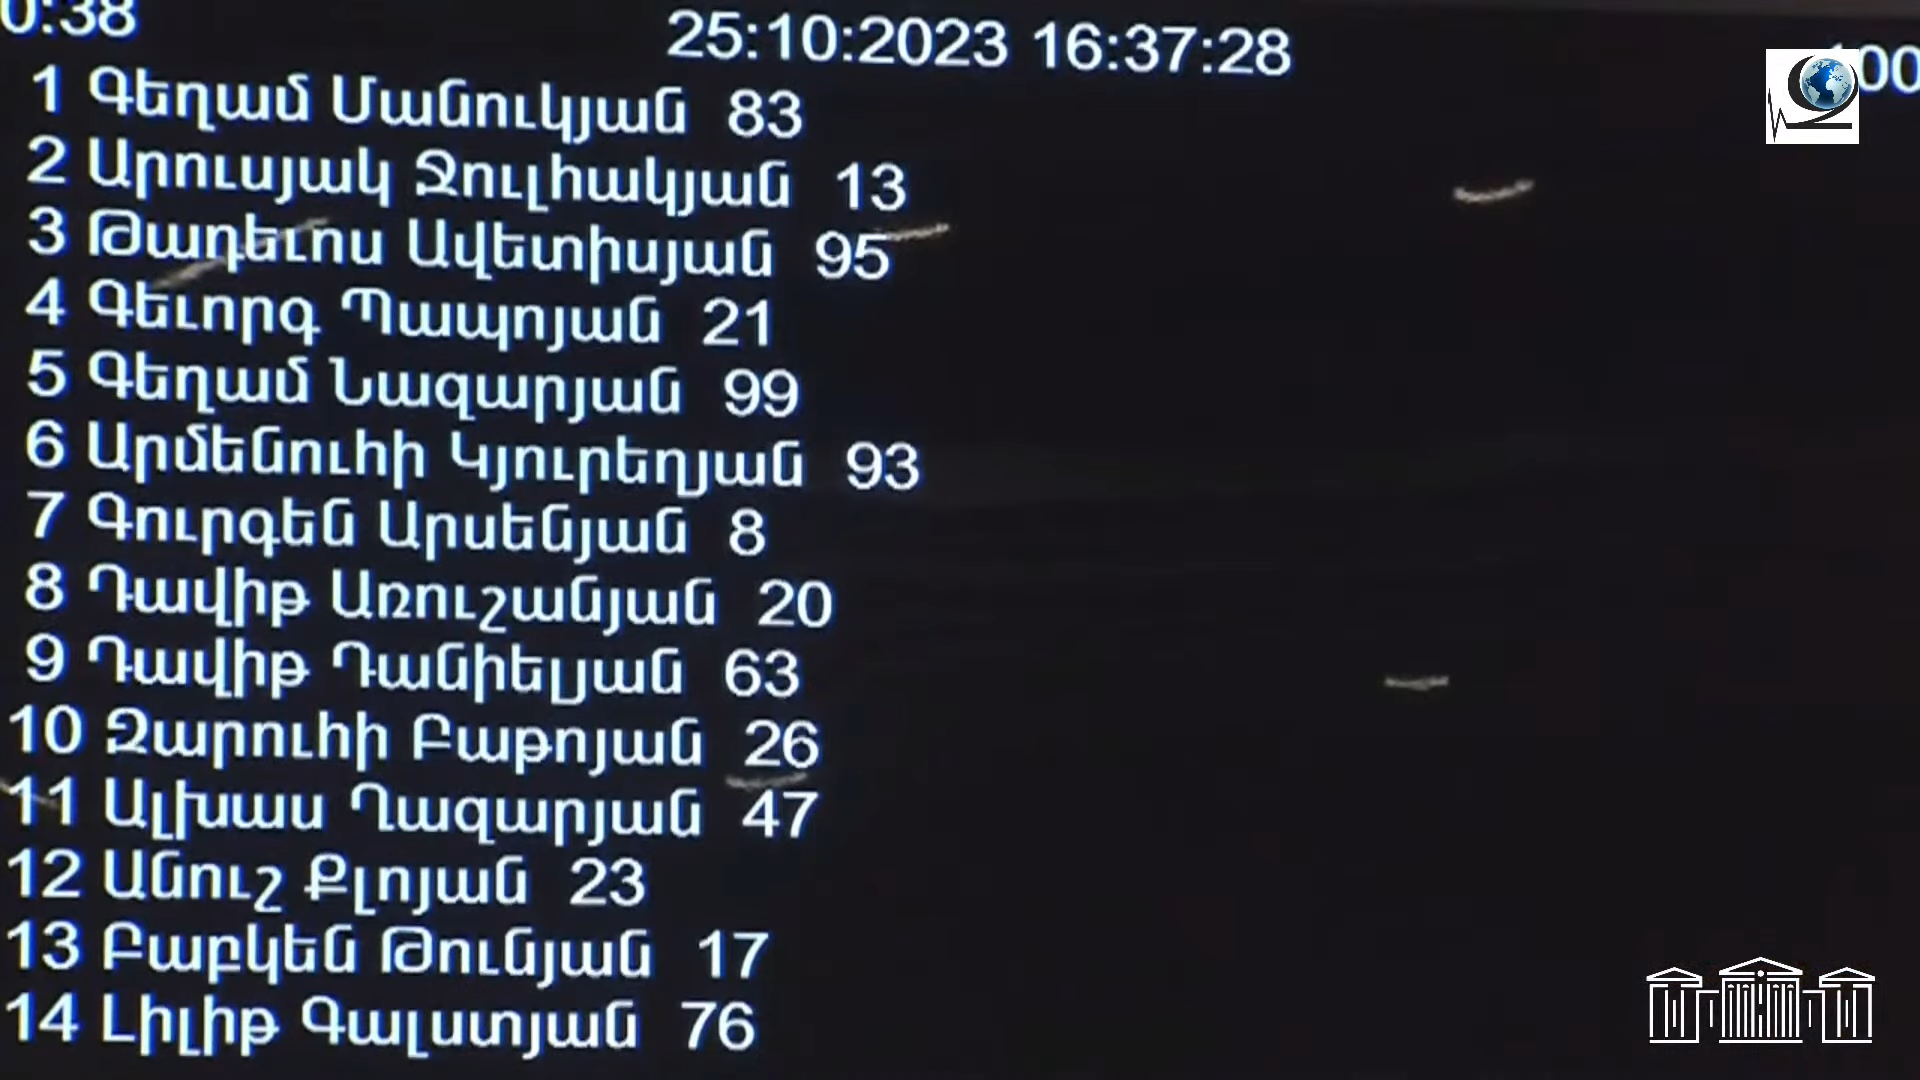 0:38 25:10:2023 16:37:28 100
1 Գեղամ Մանուկյան 83
2 Արուսյակ Ջուլհակյան 13
3 Թադեւոս Ավետիսյան 95
4 Գեւորգ Պապոյան 21
5 Գեղամ Նազարյան 99
6 Արմենուհի Կյուրեղյան 93
7 Գուրգեն Արսենյան 8
8 Դավիթ Առուշանյան 20
9 Դավիթ Դանիելյան 63
10 Զարուհի Բաթոյան 26
11 Ալխաս Ղազարյան 47
12 Անուշ Քլոյան 23
13 Բաբկեն Թունյան 17
14 Լիլիթ Գալստյան 76